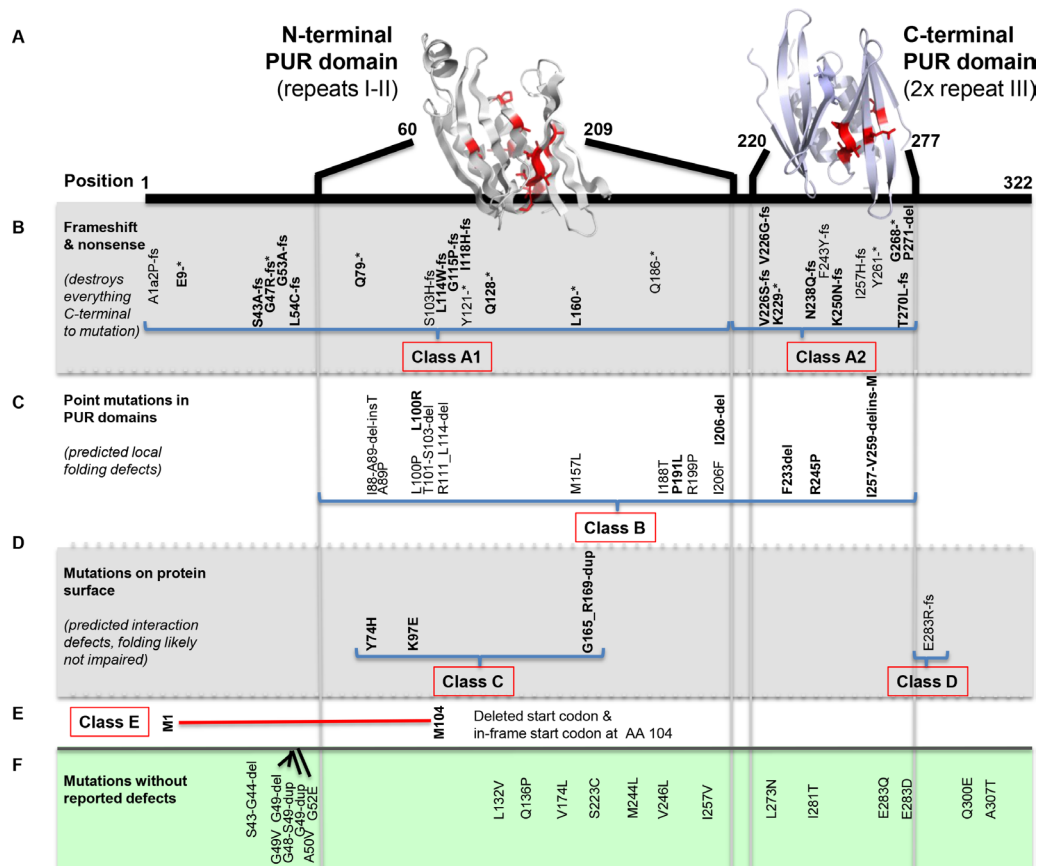 A
N-terminal
PUR domain
(repeats I-II)
C-terminal
PUR domain
(2x repeat III)
60
209
220
277
Position 1
322
B
Frameshift
& nonsense
(destroys
everything
C-terminal
to mutation)
A1a2P-fs
E9-*
S43A-fs
G47R-fs*
G53A-fs
L54C-fs
Q79-*
S103H-fs
L114W-fs
G115P-fs
I118H-fs
Y121-*
Q128-*
L160-*
Q186-*
V226S-fs
V226G-fs
K229-*
N238Q-fs
F243Y-fs
K250N-fs
I257H-fs
Y261-*
G268-*
T270L-fs
P271-del
Class A1
Class A2
C
Point mutations in
PUR domains
(predicted local
folding defects)
I88-A89-del-insT
A89P
L100P
L100R
T101-S103-del
R111_L114-del
M157L
I188T
P191L
R199P
I206F
I206-del
F233del
R245P
I257-V259-delins-M
Class B
D
Mutations on protein
surface
(predicted interaction
defects, folding likely
not impaired)
Y74H
K97E
G165_R169-dup
E283R-fs
Class C
Class D
E
Class E
M1
M104
Deleted start codon &
in-frame start codon at AA 104
F
Mutations without
reported defects
S43-G44-del
G49V
G49-del
G48-S49-dup
G49-dup
A50V
G52E
L132V
Q136P
V174L
S223C
M244L
V246L
I257V
L273N
I281T
E283Q
E283D
Q300E
A307T